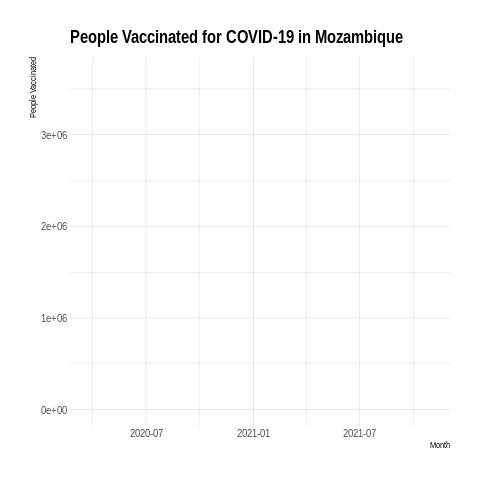 People Vaccinated for COVID-19 in Mozambique
People Vaccinated
3e+06
2e+06
1e+06
0e+00
2020-07 2021-01 2021-07
Month